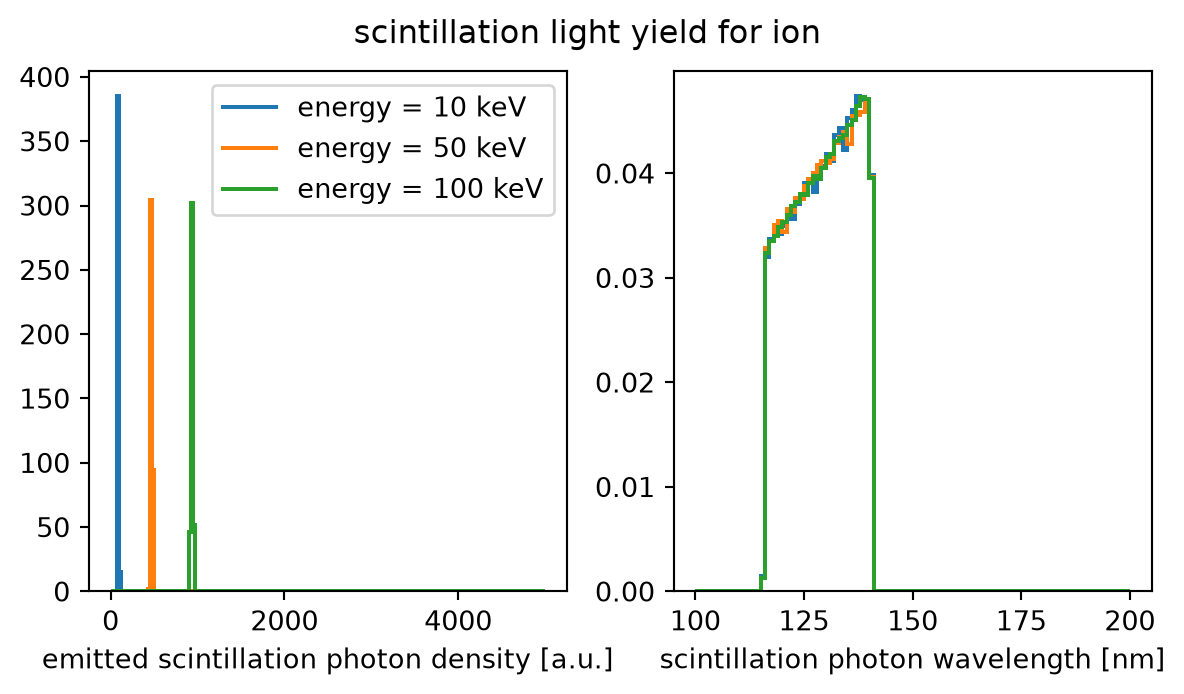 scintillation light yield for ion
400
350
300
250
200
150
100
50
0
energy = 10 keV
energy = 50 keV
energy = 100 keV
0 2000 4000
emitted scintillation photon density [a.u.]
0.04
0.03
0.02
0.01
0.00
100 125 150 175 200
scintillation photon wavelength [nm]